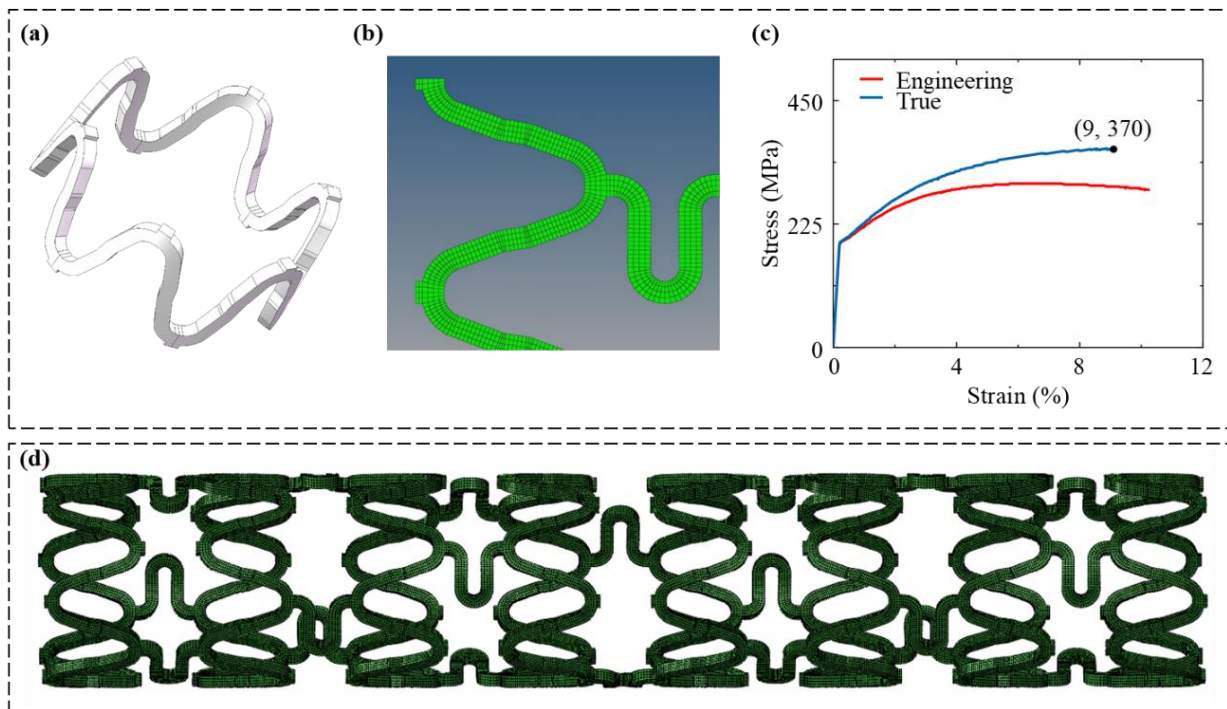 (a)
(b)
(c)
Engineering
True
(9, 370)
450
225
0
Stress (MPa)
0
4
8
12
Strain (%)
(d)